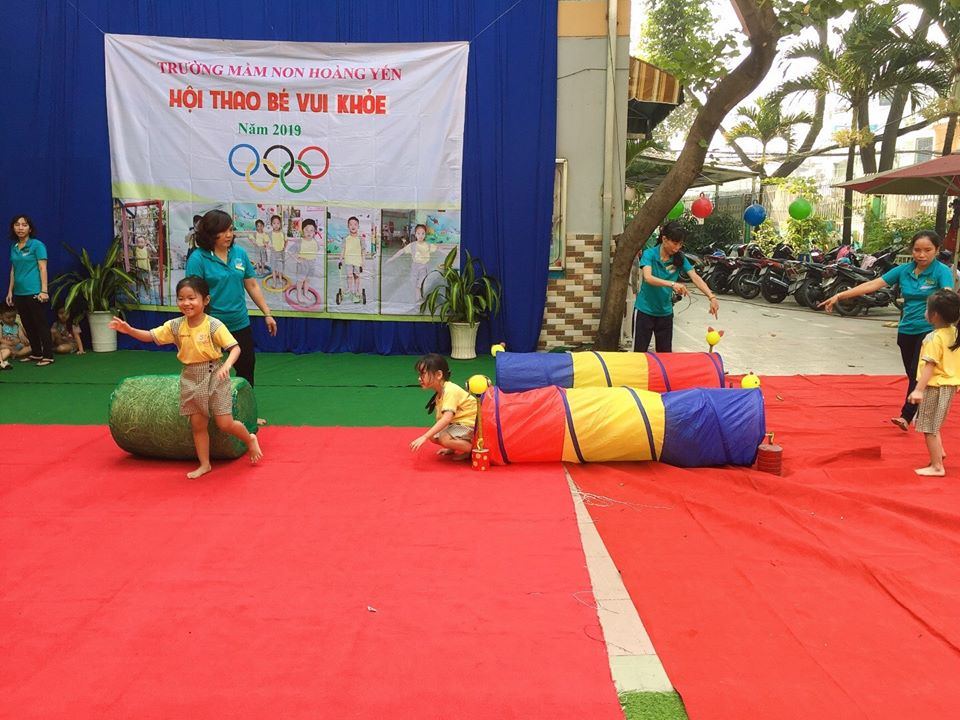 TRƯỜNG MẦM NON HOÀNG YẾN
HỘI THAO BÉ VUI KHỎE
Năm 2019